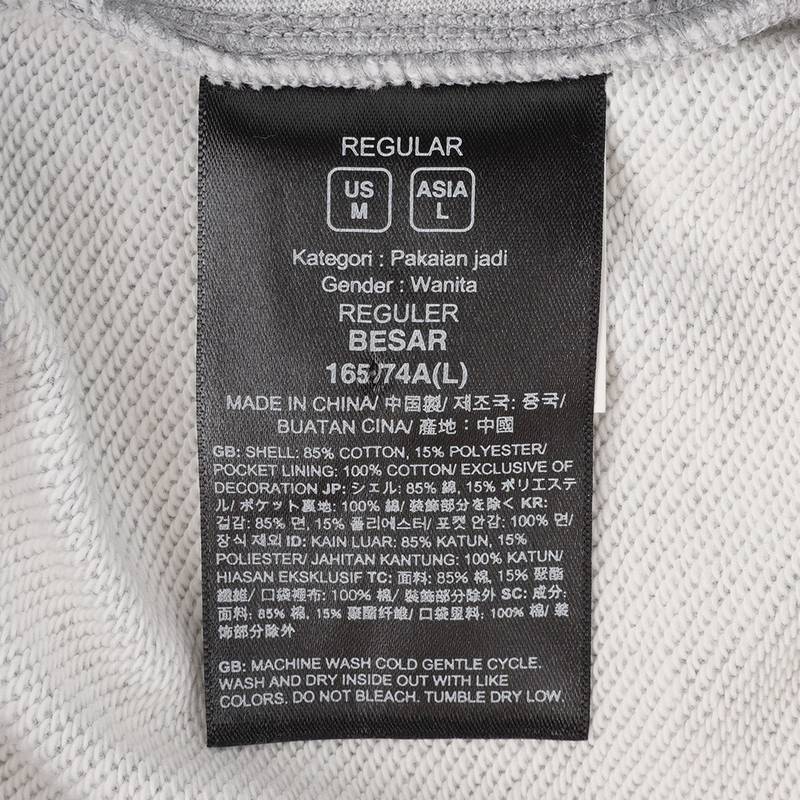 REGULAR
US ASIA
M L
Kategori : Pakaian jadi
Gender : Wanita
REGULER
BESAR
165/74A(L)
MADE IN CHINA/ 中国製/ 제조국: 중국/
BUATAN CINA/ 產地：中國
GB: SHELL: 85% COTTON, 15% POLYESTER/
POCKET LINING: 100% COTTON/ EXCLUSIVE OF
DECORATION JP: シェル: 85% 綿, 15% ポリエステ
ル/ ポケット裏地: 100% 綿/ 装飾部分を除く KR:
겉감: 85% 면, 15% 폴리에스터/ 포켓 안감: 100% 면/
장식 제외 ID: KAIN LUAR: 85% KATUN, 15%
POLIESTER/ JAHITAN KANTUNG: 100% KATUN/
HIASAN EKSKLUSIF TC: 面料: 85% 棉, 15% 聚酯
纖維/ 口袋裡布: 100% 棉/ 裝飾部分除外 SC: 成分:
面料: 85% 棉, 15% 聚酯纤维/ 口袋里料: 100% 棉/ 装
饰部分除外
GB: MACHINE WASH COLD GENTLE CYCLE.
WASH AND DRY INSIDE OUT WITH LIKE
COLORS. DO NOT BLEACH. TUMBLE DRY LOW.